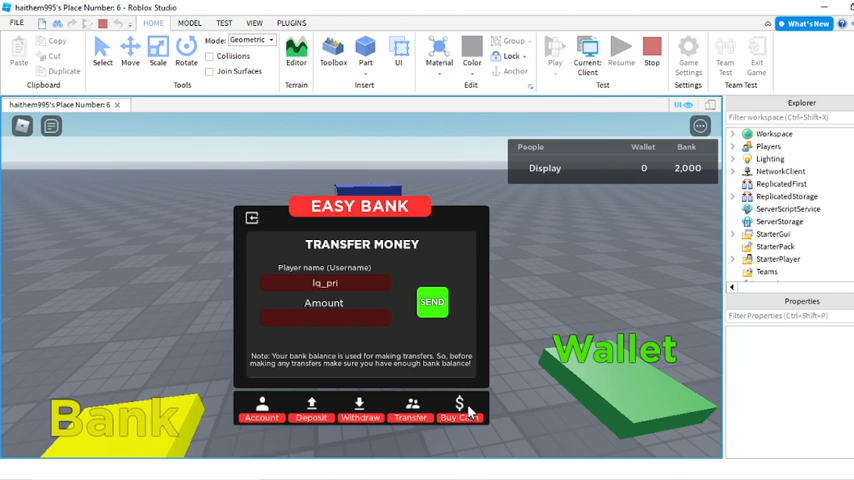 haithem995's Place Number: 6 - Roblox Studio
FILE
HOME
MODEL
TEST
VIEW
PLUGINS
What's New
Paste
Copy
Cut
Duplicate
Clipboard
Select
Move
Scale
Rotate
Mode: Geometric
Collisions
Join Surfaces
Tools
Editor
Terrain
Toolbox
Part
UI
Insert
Material
Color
Group
Lock
Anchor
Edit
Play
Current:
Client
Resume
Stop
Test
Game
Settings
Settings
Team
Test
Exit
Game
Team Test
haithem995's Place Number: 6
UI
Explorer
Filter workspace (Ctrl+Shift+X)
Workspace
Players
Lighting
NetworkClient
ReplicatedFirst
ReplicatedStorage
ServerScriptService
ServerStorage
StarterGui
StarterPack
StarterPlayer
Teams
Properties
Filter Properties (Ctrl+Shift+P)
People Wallet Bank
Display 0 2,000
EASY BANK
TRANSFER MONEY
Player name (Username)
lq_pri
Amount
SEND
Note: Your bank balance is used for making transfers. So, before
making any transfers make sure you have enough bank balance!
Account
Deposit
Withdraw
Transfer
Buy
Bank
Wallet